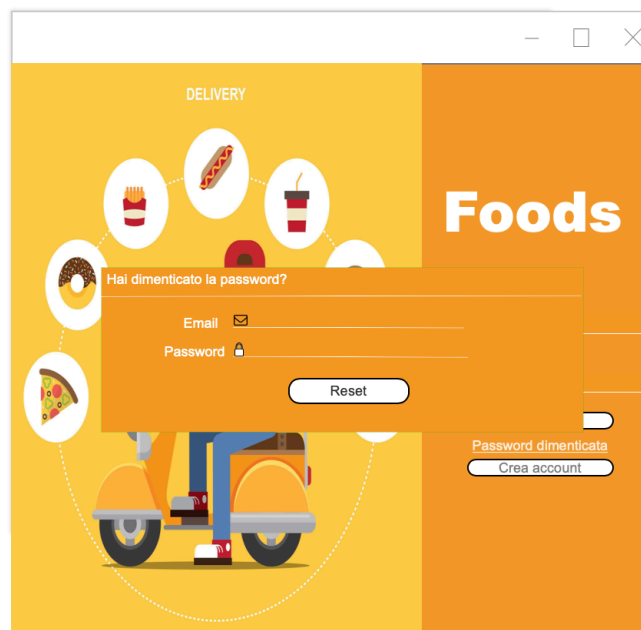 DELIVERY
Foods
Hai dimenticato la password?
Email
Password
Reset
Password dimenticata
Crea account